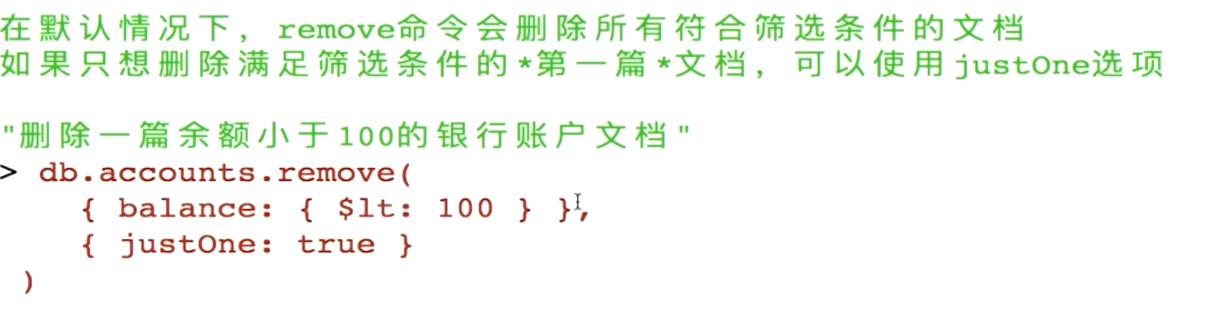 在默认情况下，remove命令会删除所有符合筛选条件的文档
如果只想删除满足筛选条件的*第一篇*文档，可以使用justOne选项
"删除一篇余额小于100的银行账户文档"
> db.accounts.remove(
{ balance: { $lt: 100 } },
{ justOne: true }
)